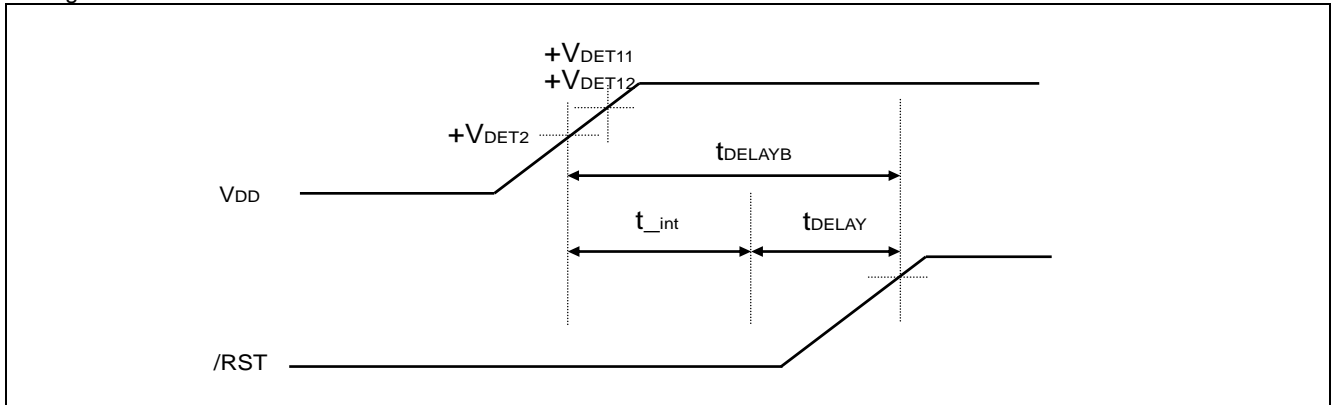 +VDET11
+VDET12
+VDET2
tDELAYB
VDD
t_int
tDELAY
/RST